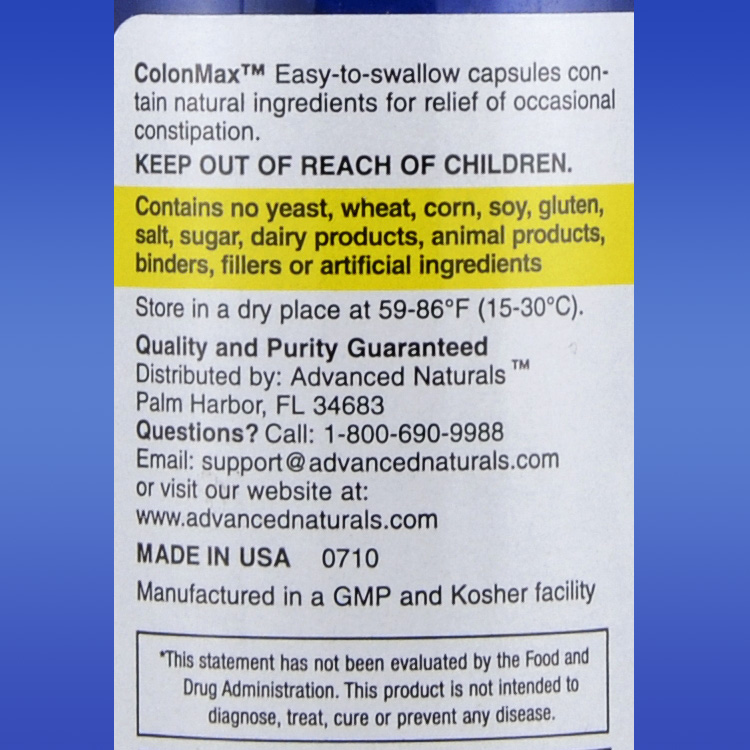 ColonMax™ Easy-to-swallow capsules con-
tain natural ingredients for relief of occasional
constipation.
KEEP OUT OF REACH OF CHILDREN.
Contains no yeast, wheat, corn, soy, gluten,
salt, sugar, dairy products, animal products,
binders, fillers or artificial ingredients
Store in a dry place at 59-86°F (15-30°C).
Quality and Purity Guaranteed
Distributed by: Advanced Naturals™
Palm Harbor, FL 34683
Questions? Call: 1-800-690-9988
Email: support@advancednaturals.com
or visit our website at:
www.advancednaturals.com
MADE IN USA 0710
Manufactured in a GMP and Kosher facility
*This statement has not been evaluated by the Food and
Drug Administration. This product is not intended to
diagnose, treat, cure or prevent any disease.